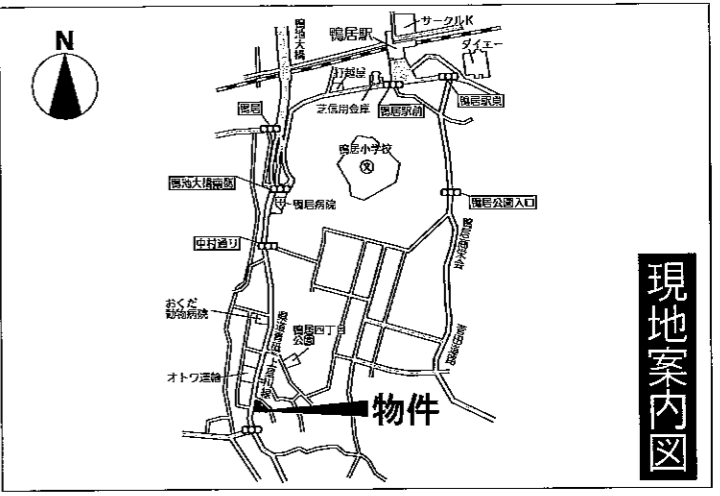 N
サークルK
鴨居駅
ダイエー
鴨池大橋
打越屋
芝信用金庫
鴨居駅前
鴨居駅東
鴨居
鴨居小学校
文
鴨池大橋南側
鴨居病院
鴨居公園入口
中村通り
おくだ
動物病院
鴨居四丁目
公園
オトワ運輸
物件
現地案内図